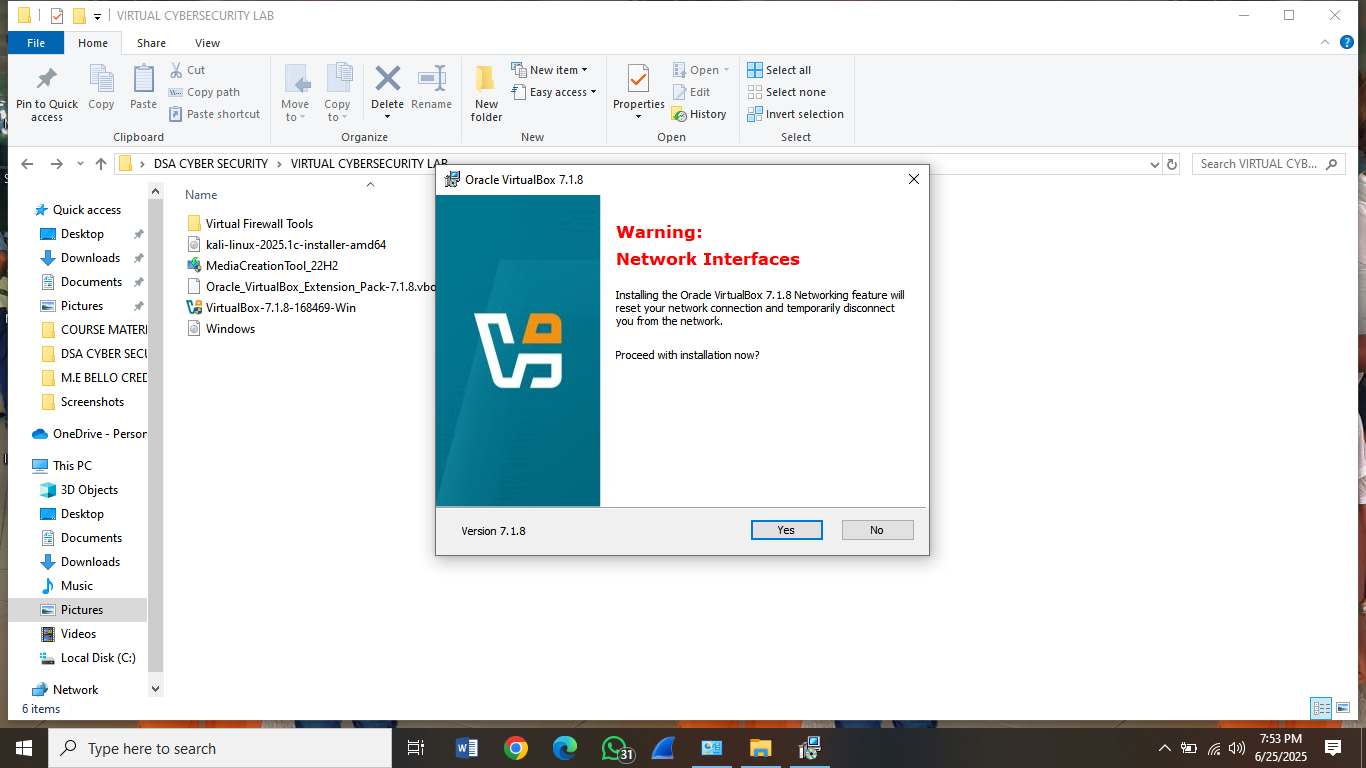 VIRTUAL CYBERSECURITY LAB
File
Home
Share
View
Pin to Quick
access
Copy
Paste
Cut
Copy path
Paste shortcut
Clipboard
Move
to
Copy
to
Delete
Rename
Organize
New
folder
New item
Easy access
New
Properties
Open
Edit
History
Open
Select all
Select none
Invert selection
Select
DSA CYBER SECURITY > VIRTUAL CYBERSECURITY LAB
Search VIRTUAL CYB...
Quick access
Desktop
Downloads
Documents
Pictures
COURSE MATERI
DSA CYBER SECU
M.E BELLO CRED
Screenshots
OneDrive - Person
This PC
3D Objects
Desktop
Documents
Downloads
Music
Pictures
Videos
Local Disk (C:)
Network
6 items
Name
Virtual Firewall Tools
kali-linux-2025.1c-installer-amd64
MediaCreationTool_22H2
Oracle_VirtualBox_Extension_Pack-7.1.8.vbo
VirtualBox-7.1.8-168469-Win
Windows
Oracle VirtualBox 7.1.8
Warning:
Network Interfaces
Installing the Oracle VirtualBox 7.1.8 Networking feature will
reset your network connection and temporarily disconnect
you from the network.
Proceed with installation now?
Version 7.1.8
Yes
No
Type here to search
31
7:53 PM
6/25/2025